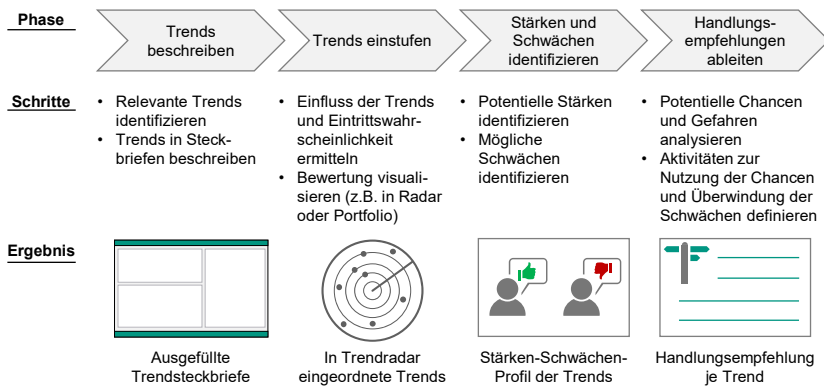 Phase
Trends
beschreiben
Trends einstufen
Stärken und
Schwächen
identifizieren
Handlungs-
empfehlungen
ableiten
Schritte
• Relevante Trends
identifizieren
• Trends in Steck-
briefen beschreiben
• Einfluss der Trends
und Eintrittswahr-
scheinlichkeit
ermitteln
• Bewertung visuali-
sieren (z.B. in Radar
oder Portfolio)
• Potentielle Stärken
identifizieren
• Mögliche
Schwächen
identifizieren
• Potentielle Chancen
und Gefahren
analysieren
• Aktivitäten zur
Nutzung der Chancen
und Überwindung der
Schwächen definieren
Ergebnis
Ausgefüllte
Trendsteckbriefe
In Trendradar
eingeordnete Trends
Stärken-Schwächen-
Profil der Trends
Handlungsempfehlung
je Trend